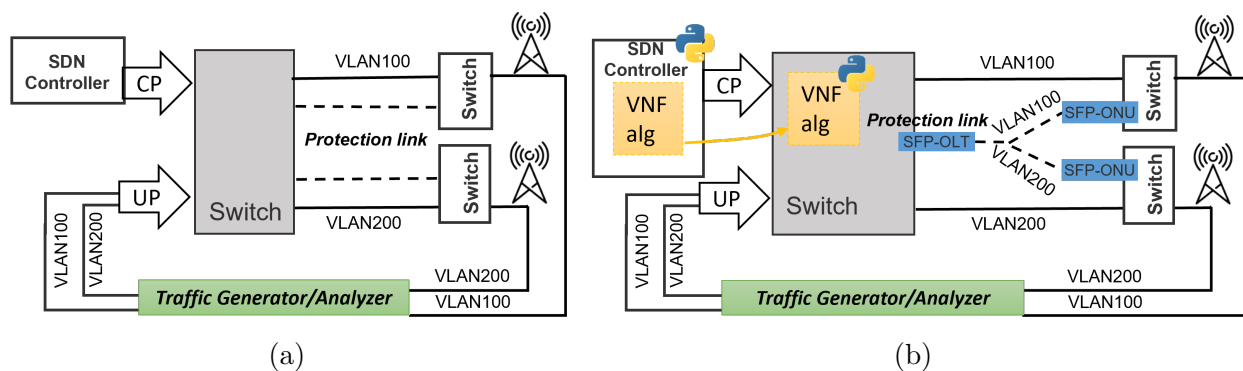 SDN
Controller
CP
VLAN100
Switch
Protection link
Switch
UP
Switch
VLAN200
VLAN100
VLAN200
VLAN200
Traffic Generator/Analyzer
VLAN100
(a)
SDN
Controller
VNF
alg
CP
VNF
alg
VLAN100
Switch
Protection link
VLAN100
SFP-ONU
SFP-OLT
VLAN200
SFP-ONU
Switch
UP
Switch
VLAN200
VLAN100
VLAN200
VLAN200
Traffic Generator/Analyzer
VLAN100
(b)